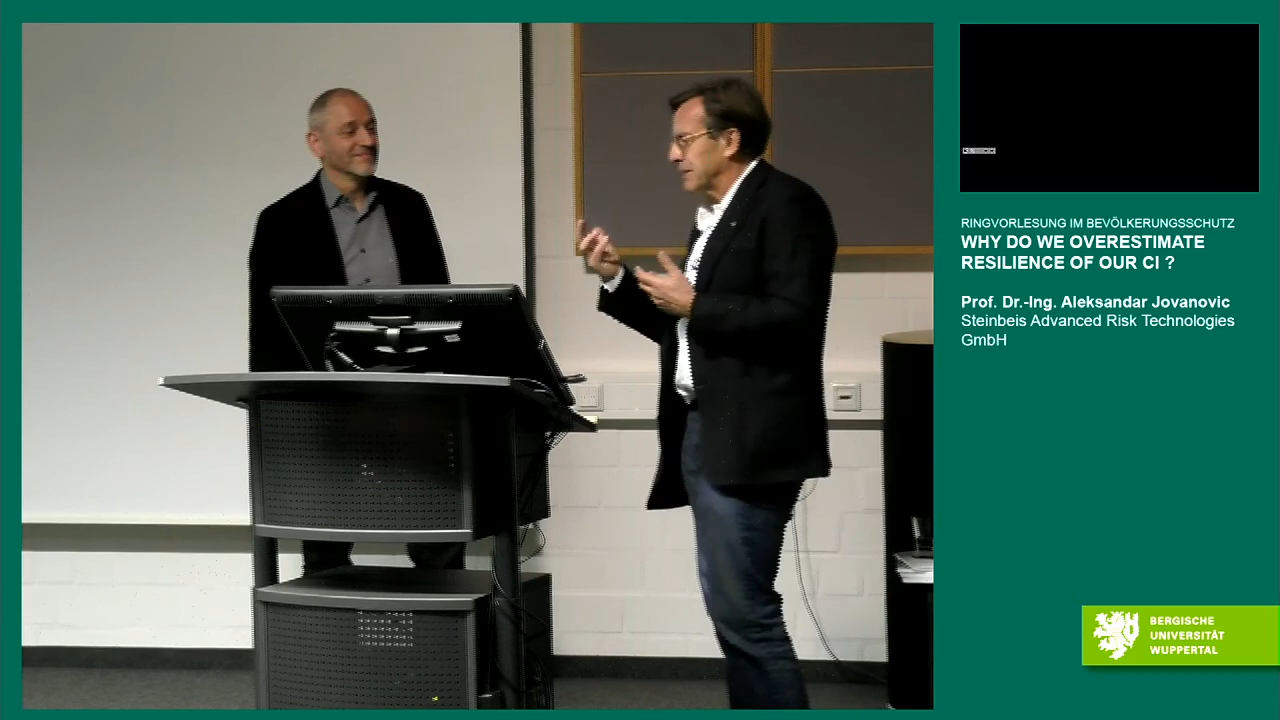 RINGVORLESUNG IM BEVÖLKERUNGSSCHUTZ
WHY DO WE OVERESTIMATE
RESILIENCE OF OUR CI ?
Prof. Dr.-Ing. Aleksandar Jovanovic
Steinbeis Advanced Risk Technologies
GmbH
BERGISCHE
UNIVERSITÄT
WUPPERTAL